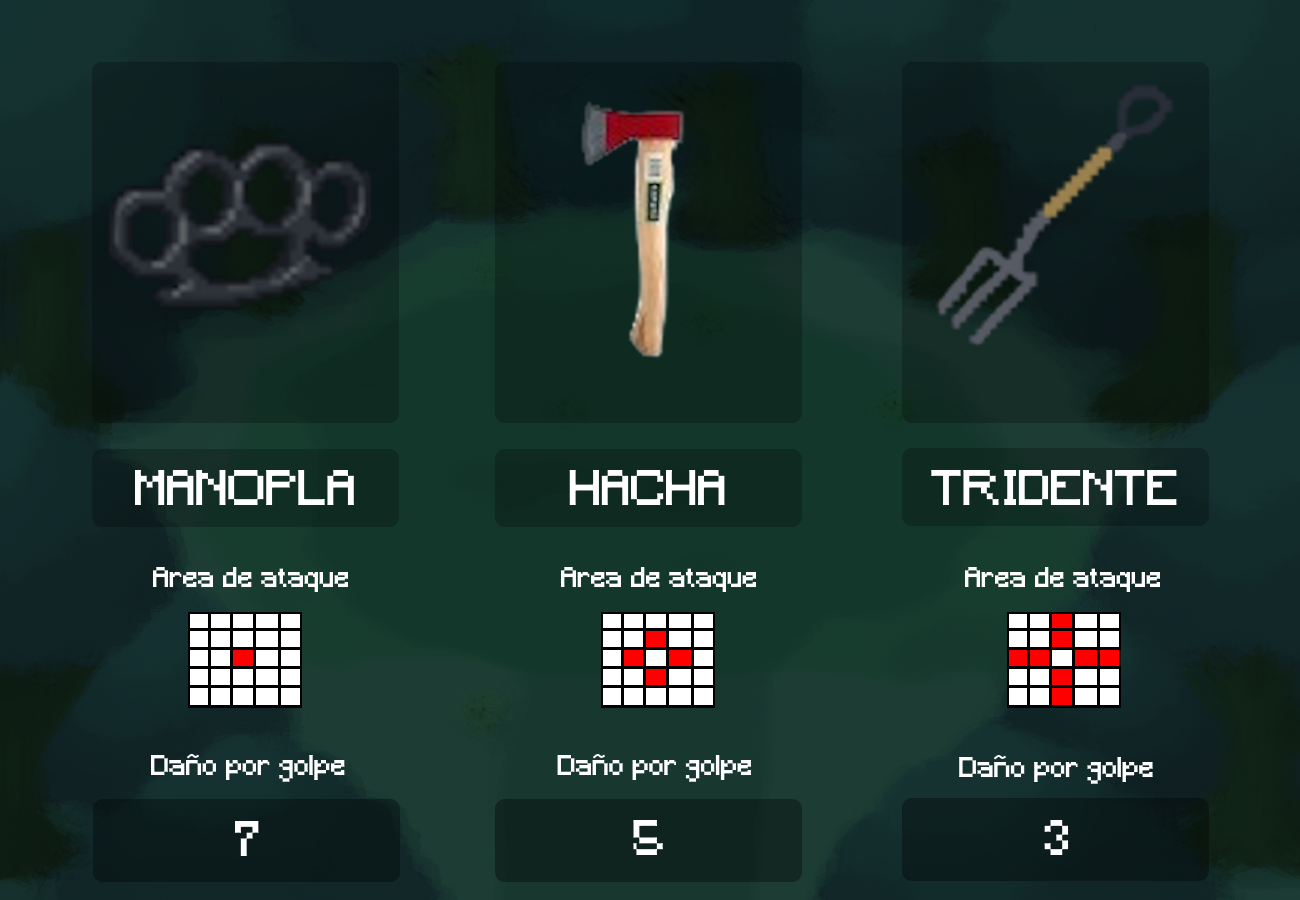 MANOPLA
HACHA
TRIDENTE
Area de ataque
Area de ataque
Area de ataque
Daño por golpe
Daño por golpe
Daño por golpe
7
5
3